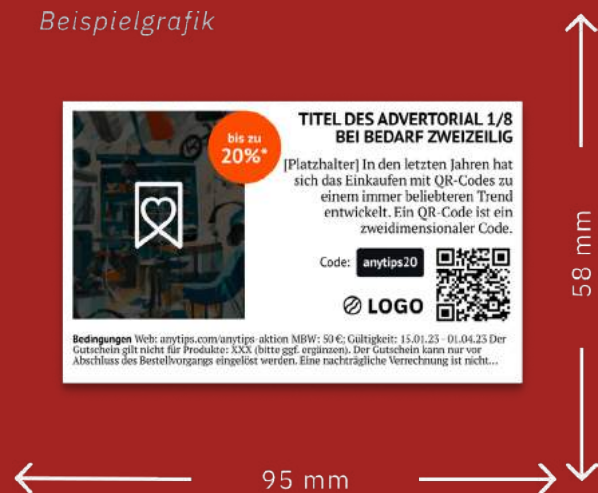 Beispielgrafik
bis zu
20%*
TITEL DES ADVERTORIAL 1/8
BEI BEDARF ZWEIZEILIG
[Platzhalter] In den letzten Jahren hat
sich das Einkaufen mit QR-Codes zu
einem immer beliebteren Trend
entwickelt. Ein QR-Code ist ein
zweidimensionaler Code.
Code: anytips20
LOGO
Bedingungen Web: anytips.com/anytips-aktion MBW: 50 €; Gültigkeit: 15.01.23 - 01.04.23 Der
Gutschein gilt nicht für Produkte: XXX (bitte ggf. ergänzen). Der Gutschein kann nur vor
Abschluss des Bestellvorgangs eingelöst werden. Eine nachträgliche Verrechnung ist nicht...
58 mm
95 mm